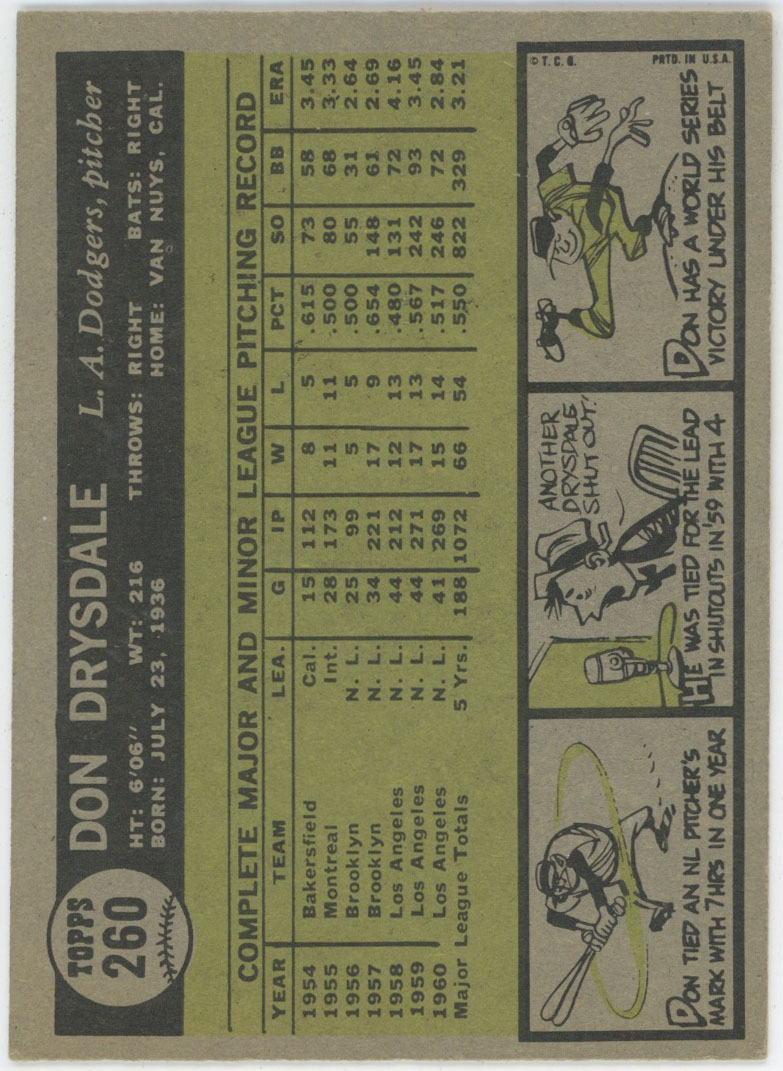 TOPPS
260
DON DRYSDALE L. A. Dodgers, pitcher
HT: 6'06" WT: 216 THROWS: RIGHT BATS: RIGHT
BORN: JULY 23, 1936 HOME: VAN NUYS, CAL.
COMPLETE MAJOR AND MINOR LEAGUE PITCHING RECORD
YEAR TEAM LEA. G IP W L PCT SO BB ERA
1954 Bakersfield Cal. 15 112 8 5 .615 73 58 3.45
1955 Montreal Int. 28 173 11 11 .500 80 68 3.33
1956 Brooklyn N. L. 25 99 5 5 .500 55 31 2.64
1957 Brooklyn N. L. 34 221 17 9 .654 148 61 2.69
1958 Los Angeles N. L. 44 212 12 13 .480 131 72 4.16
1959 Los Angeles N. L. 44 271 17 13 .567 242 93 3.45
1960 Los Angeles N. L. 41 269 15 14 .517 246 72 2.84
Major League Totals 5 Yrs. 188 1072 66 54 .550 822 329 3.21
DON TIED AN NL PITCHER'S
MARK WITH 7 HRS IN ONE YEAR
ANOTHER
DRYSDALE
SHUT OUT!
HE WAS TIED FOR THE LEAD
IN SHUTOUTS IN '59 WITH 4
© T. C. G. PRTD. IN U.S.A.
DON HAS A WORLD SERIES
VICTORY UNDER HIS BELT